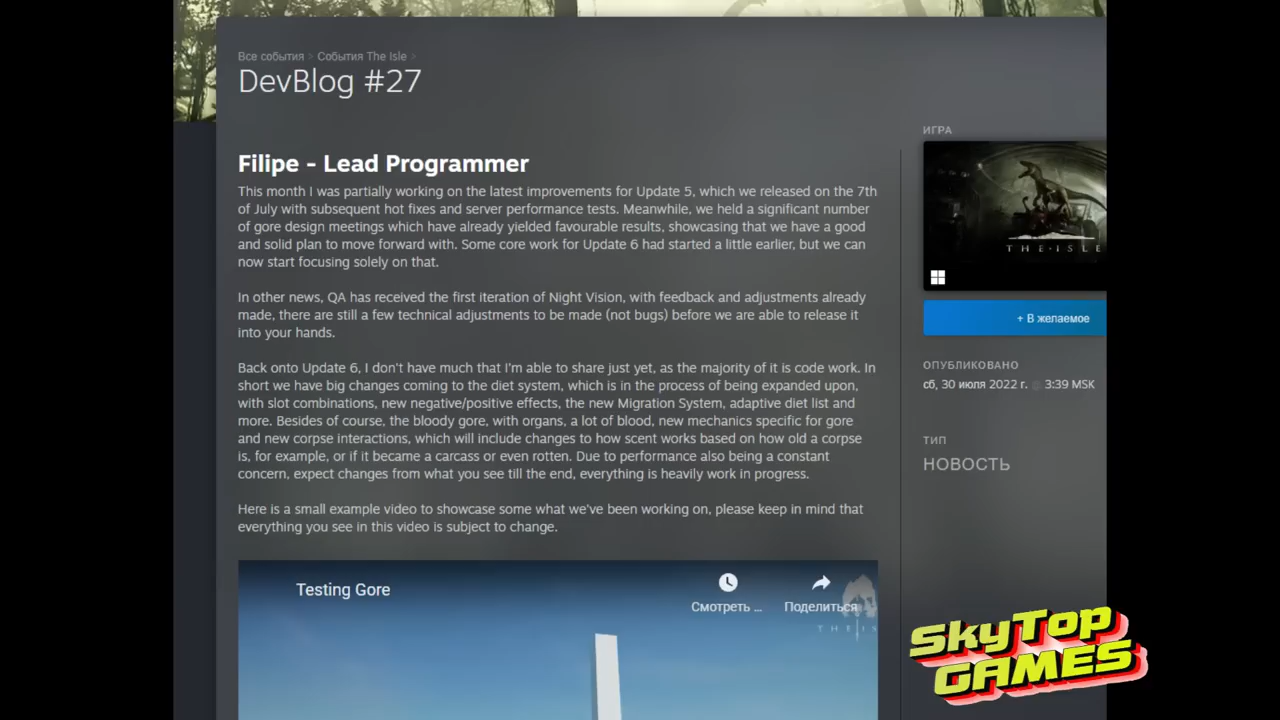 Все события > События The Isle >
DevBlog #27
Filipe - Lead Programmer
This month I was partially working on the latest improvements for Update 5, which we released on the 7th
of July with subsequent hot fixes and server performance tests. Meanwhile, we held a significant number
of gore design meetings which have already yielded favourable results, showcasing that we have a good
and solid plan to move forward with. Some core work for Update 6 had started a little earlier, but we can
now start focusing solely on that.
In other news, QA has received the first iteration of Night Vision, with feedback and adjustments already
made, there are still a few technical adjustments to be made (not bugs) before we are able to release it
into your hands.
Back onto Update 6, I don't have much that I'm able to share just yet, as the majority of it is code work. In
short we have big changes coming to the diet system, which is in the process of being expanded upon,
with slot combinations, new negative/positive effects, the new Migration System, adaptive diet list and
more. Besides of course, the bloody gore, with organs, a lot of blood, new mechanics specific for gore
and new corpse interactions, which will include changes to how scent works based on how old a corpse
is, for example, or if it became a carcass or even rotten. Due to performance also being a constant
concern, expect changes from what you see till the end, everything is heavily work in progress.
Here is a small example video to showcase some what we've been working on, please keep in mind that
everything you see in this video is subject to change.
Testing Gore
Смотреть ...
Поделиться
THE IS
ИГРА
THE·ISLE
+ В желаемое
ОПУБЛИКОВАНО
сб, 30 июля 2022 г. 3:39 MSK
ТИП
НОВОСТЬ
SkyTop
GAMES